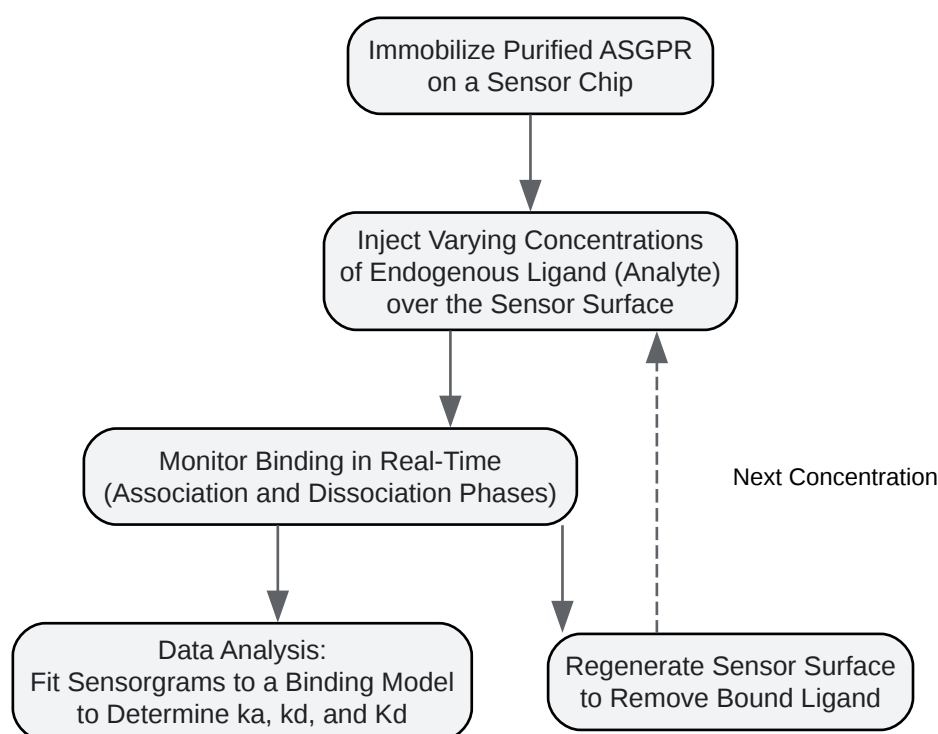 Immobilize Purified ASGPR
on a Sensor Chip
Inject Varying Concentrations
of Endogenous Ligand (Analyte)
over the Sensor Surface
Monitor Binding in Real-Time
(Association and Dissociation Phases)
Next Concentration
Data Analysis:
Fit Sensorgrams to a Binding Model
to Determine ka, kd, and Kd
Regenerate Sensor Surface
to Remove Bound Ligand